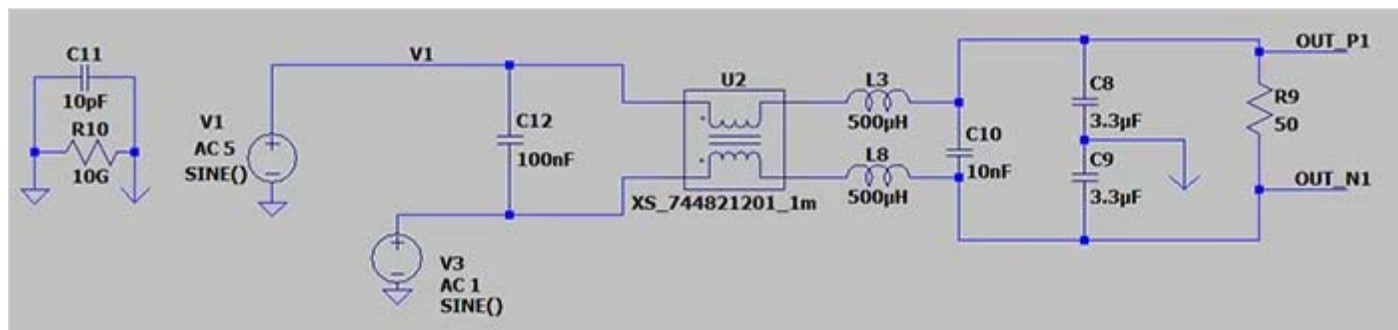 C11
10pF
R10
10G
V1
AC 5
SINE()
V1
C12
100nF
V3
AC 1
SINE()
U2
XS_744821201_1m
L3
500µH
L8
500µH
C10
10nF
C8
3.3µF
C9
3.3µF
R9
50
OUT_P1
OUT_N1